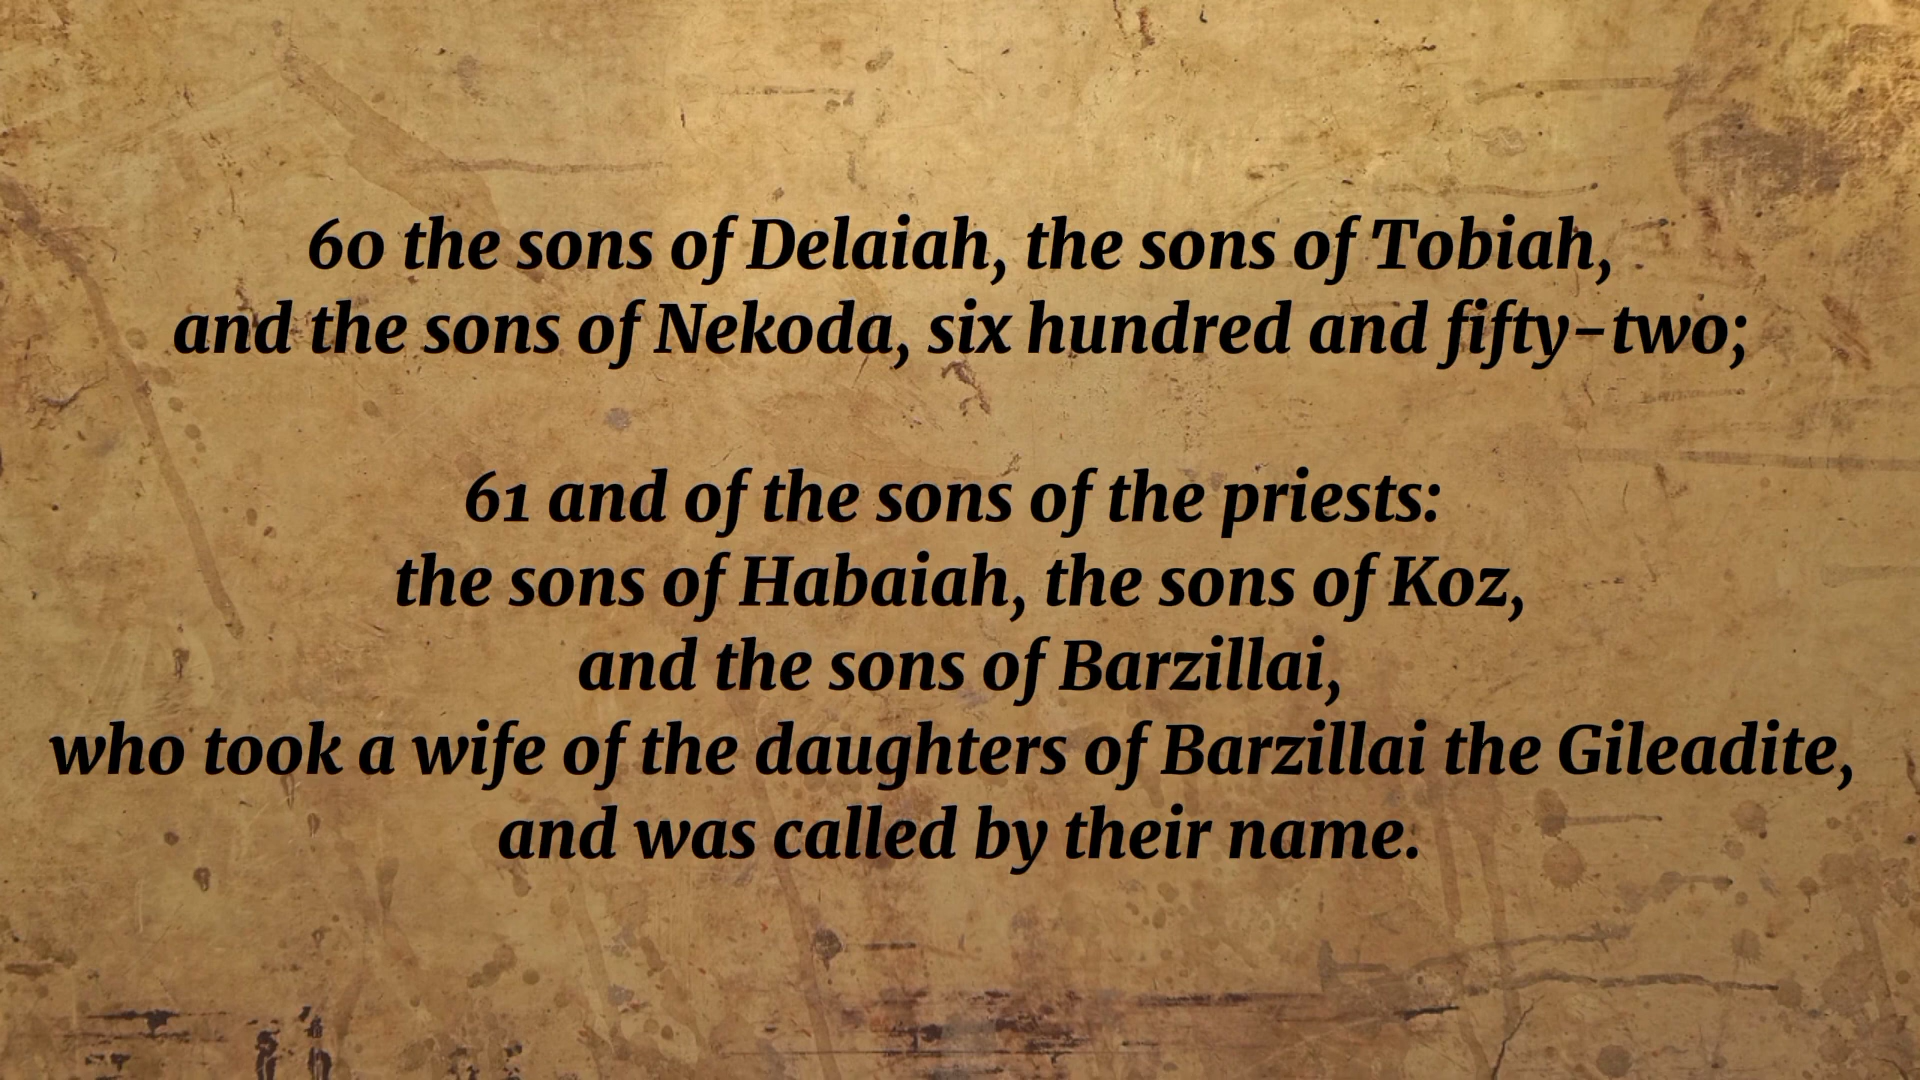 60 the sons of Delaiah, the sons of Tobiah,
and the sons of Nekoda, six hundred and fifty-two;
61 and of the sons of the priests:
the sons of Habaiah, the sons of Koz,
and the sons of Barzillai,
who took a wife of the daughters of Barzillai the Gileadite,
and was called by their name.